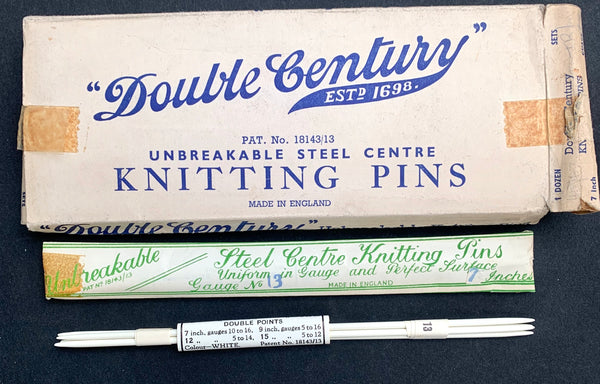 "Double Century"
ESTD 1698.
PAT. No. 18143/13
UNBREAKABLE STEEL CENTRE
KNITTING PINS
MADE IN ENGLAND
"Double Century"
1 DOZEN SETS
7 inch
Unbreakable
PAT Nº 18143/13
Steel Centre Knitting Pins
Uniform in Gauge and Perfect Surface
Gauge No 13
MADE IN ENGLAND
7 Inches
DOUBLE POINTS
7 inch, gauges 10 to 16, 9 inch, gauges 5 to 16
12 „ „ 5 to 14, 15 „ „ 5 to 12
Colour—WHITE. Patent No. 18143/13
13